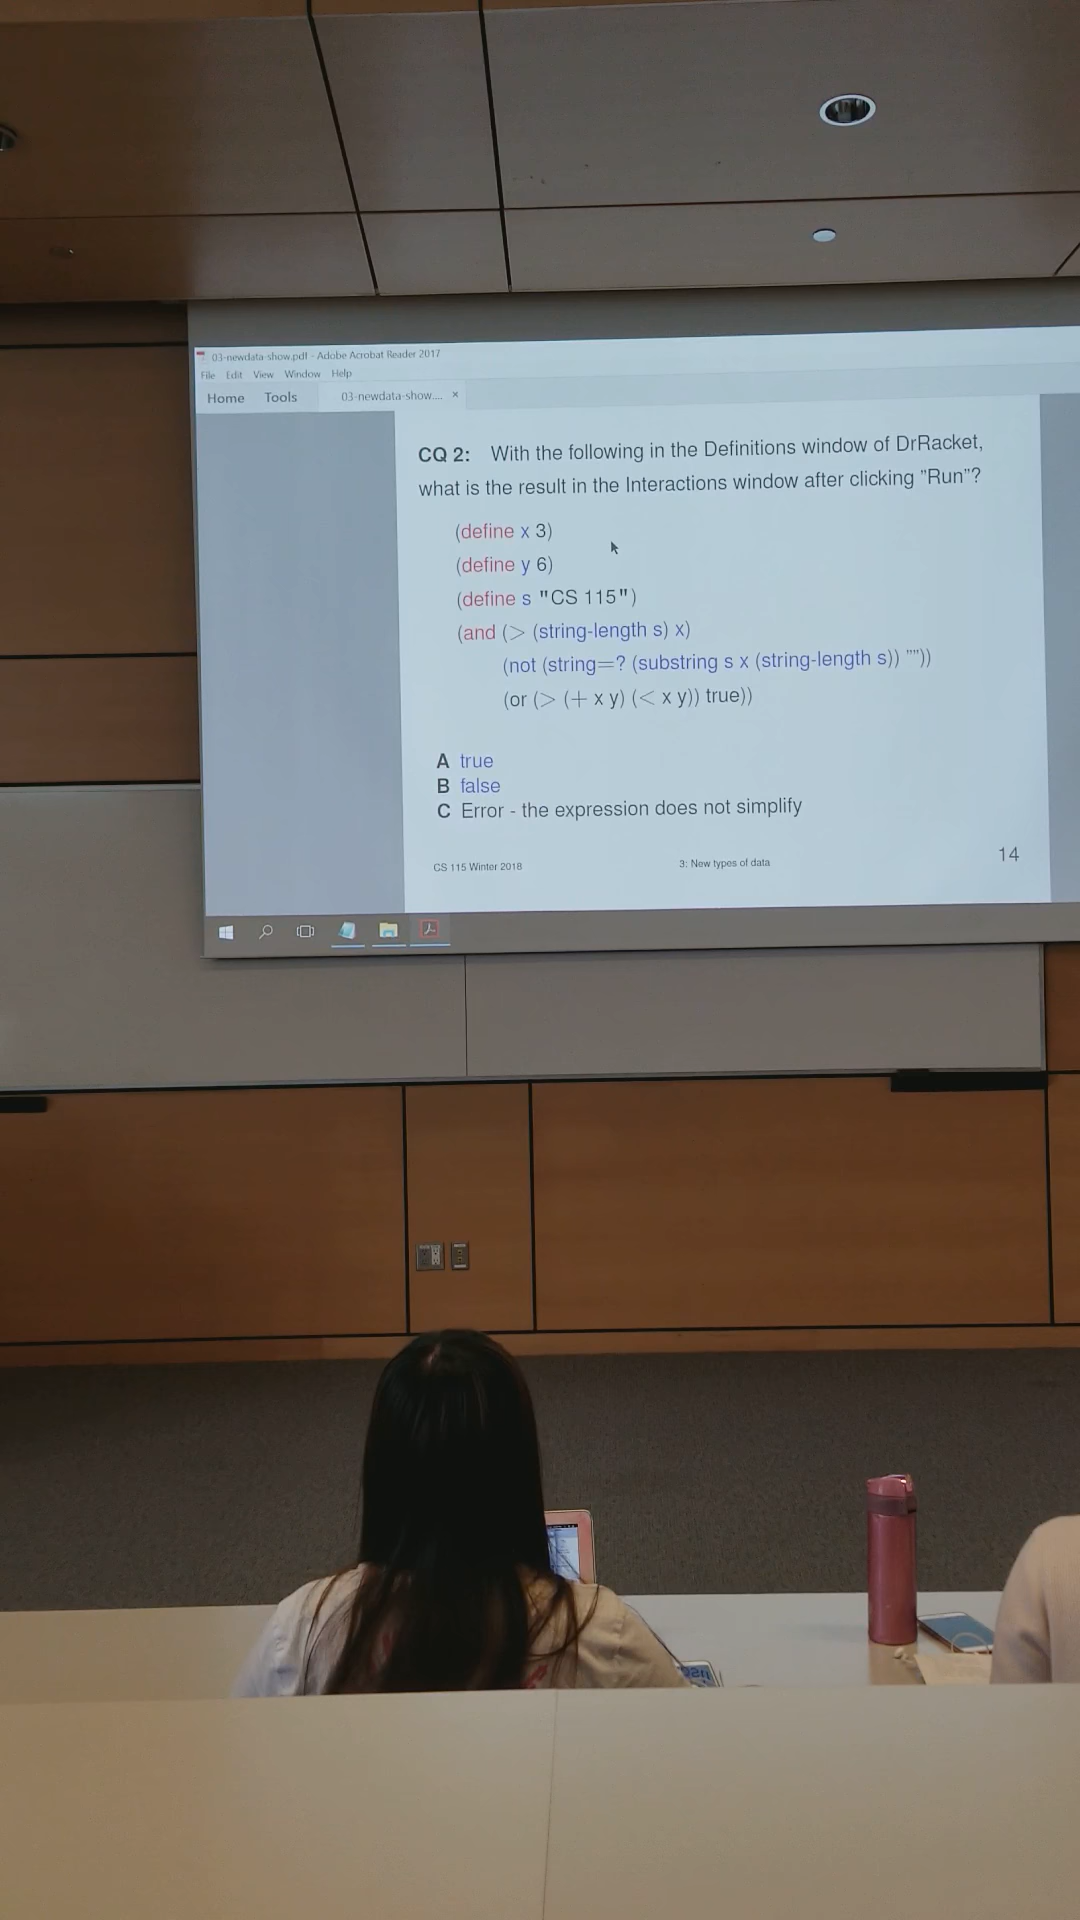 03-newdata-show.pdf - Adobe Acrobat Reader 2017
File Edit View Window Help
Home Tools 03-newdata-show.... ×
CQ 2: With the following in the Definitions window of DrRacket,
what is the result in the Interactions window after clicking "Run"?
(define x 3)
(define y 6)
(define s "CS 115")
(and (> (string-length s) x)
(not (string=? (substring s x (string-length s)) ""))
(or (> (+ x y) (< x y)) true))
A true
B false
C Error - the expression does not simplify
CS 115 Winter 2018 3: New types of data 14